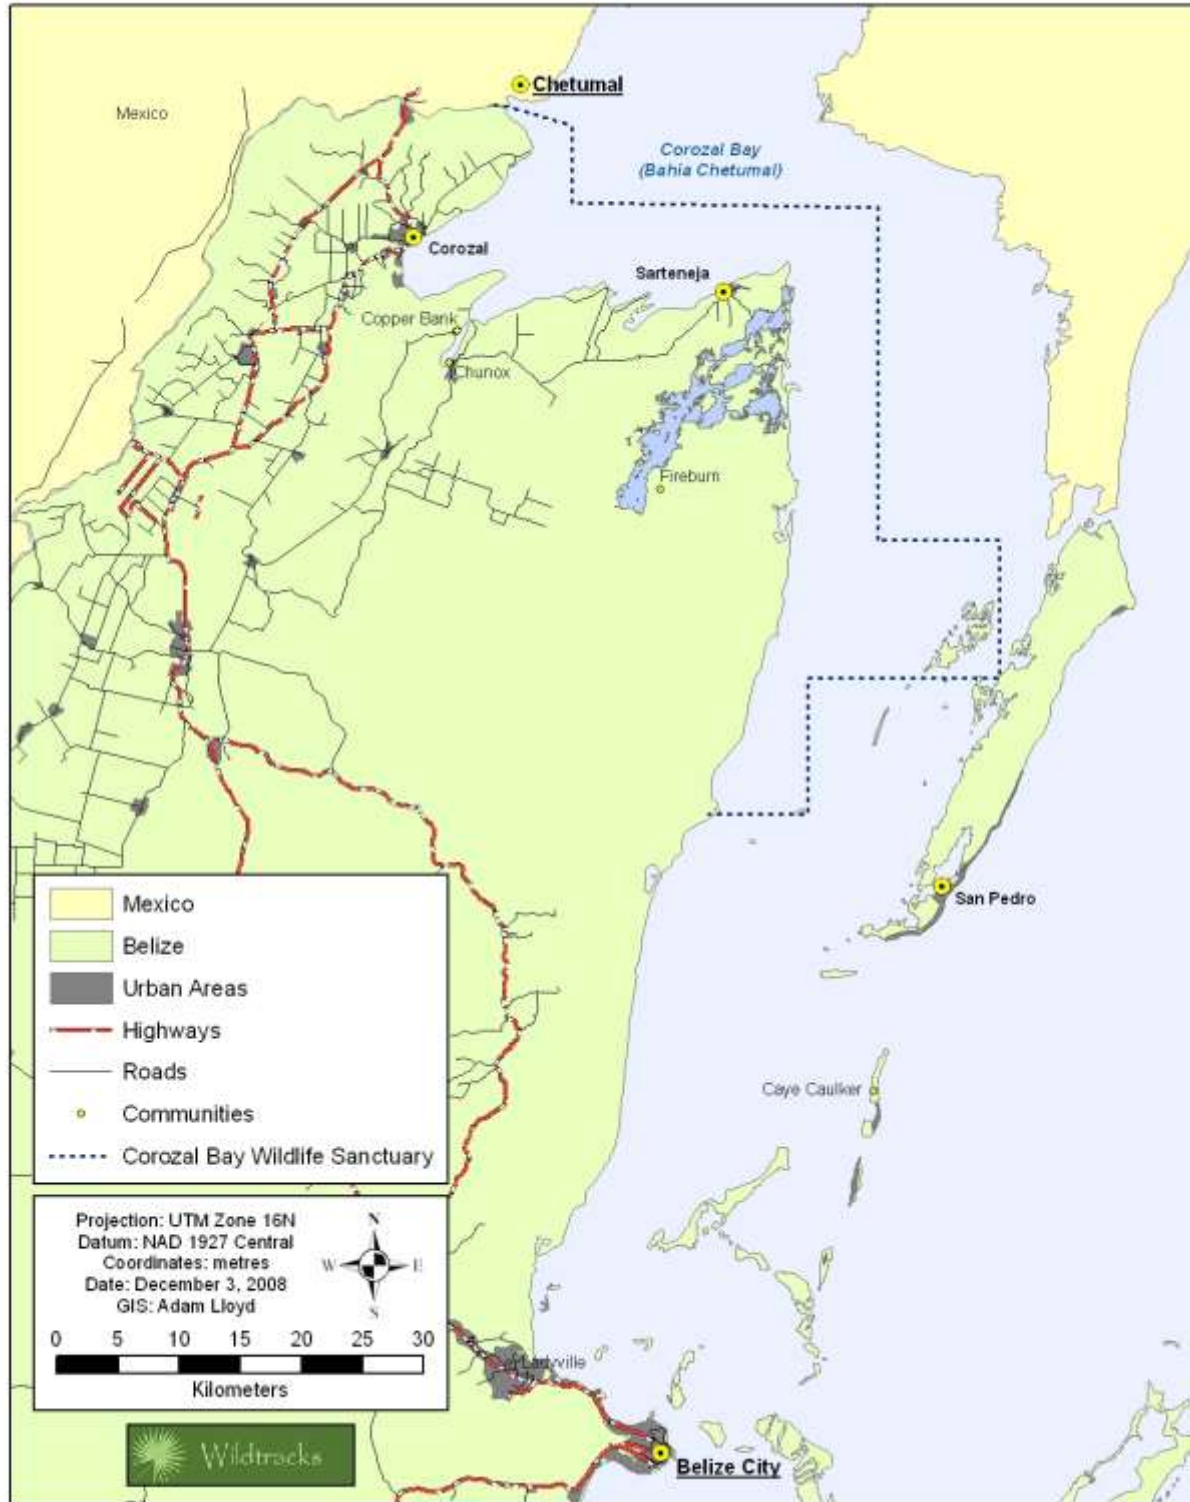 Chetumal
Mexico
Corozal Bay
(Bahia Chetumal)
Corozal
Sarteneja
Copper Bank
Chunox
Fireburn
San Pedro
Caye Caulker
Ladyville
Belize City
Mexico
Belize
Urban Areas
Highways
Roads
Communities
Corozal Bay Wildlife Sanctuary
Projection: UTM Zone 16N
Datum: NAD 1927 Central
Coordinates: metres
Date: December 3, 2008
GIS: Adam Lloyd
N
W E
S
0 5 10 15 20 25 30
Kilometers
Wildtracks